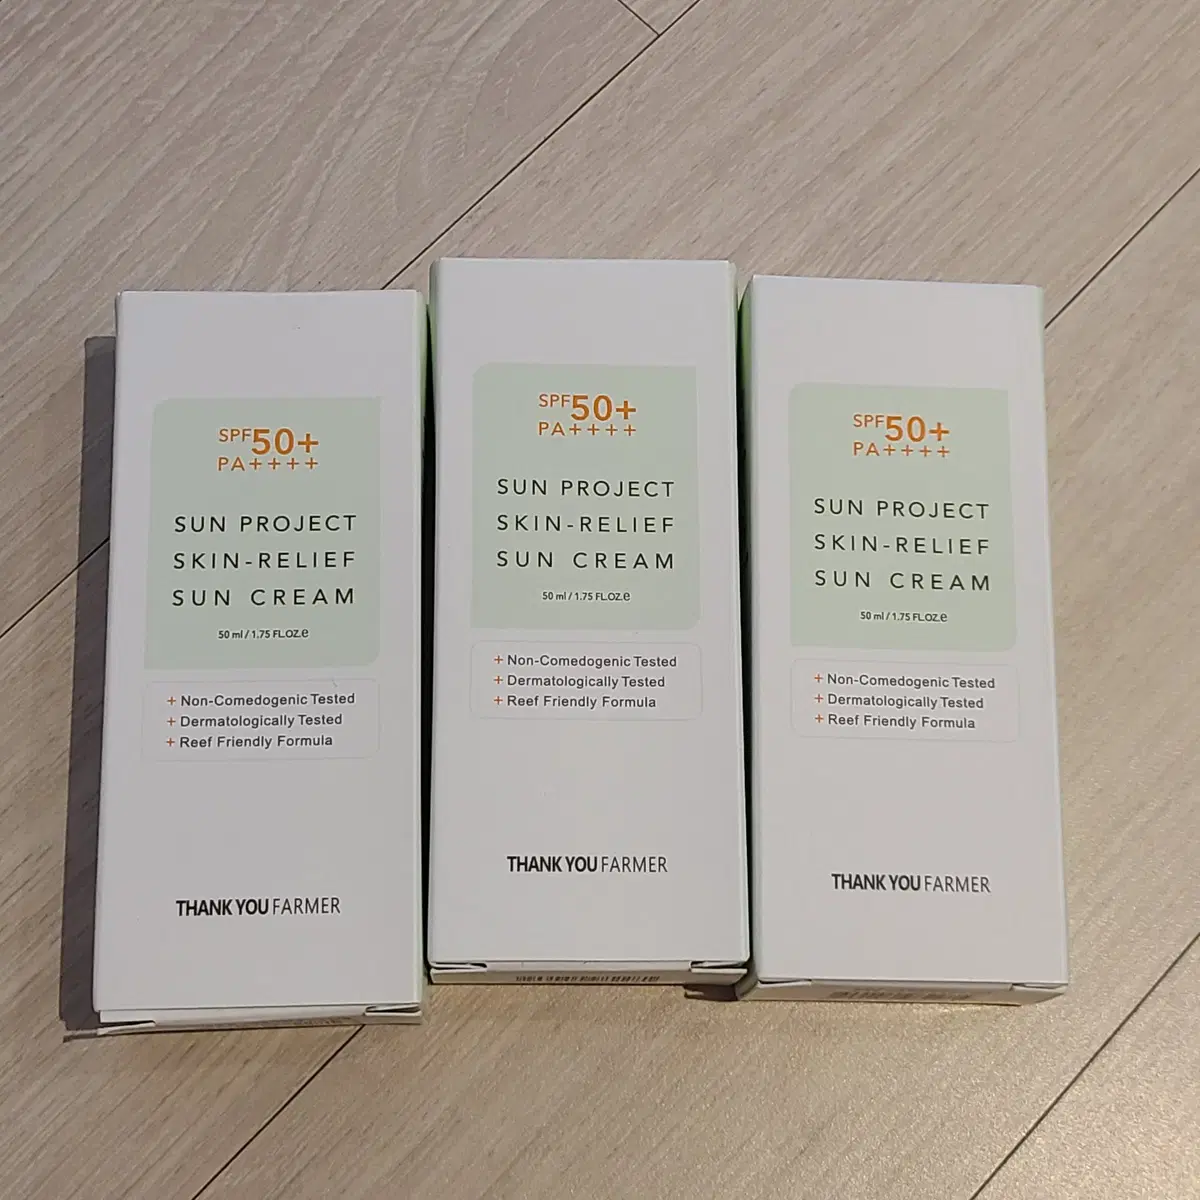 SPF50+
PA++++
SUN PROJECT
SKIN-RELIEF
SUN CREAM
50 ml / 1.75 FL.OZ.e
+ Non-Comedogenic Tested
+ Dermatologically Tested
+ Reef Friendly Formula
THANK YOU FARMER
SPF50+
PA++++
SUN PROJECT
SKIN-RELIEF
SUN CREAM
50 ml / 1.75 FL.OZ.e
+ Non-Comedogenic Tested
+ Dermatologically Tested
+ Reef Friendly Formula
THANK YOU FARMER
SPF50+
PA++++
SUN PROJECT
SKIN-RELIEF
SUN CREAM
50 ml / 1.75 FL.OZ.e
+ Non-Comedogenic Tested
+ Dermatologically Tested
+ Reef Friendly Formula
THANK YOU FARMER